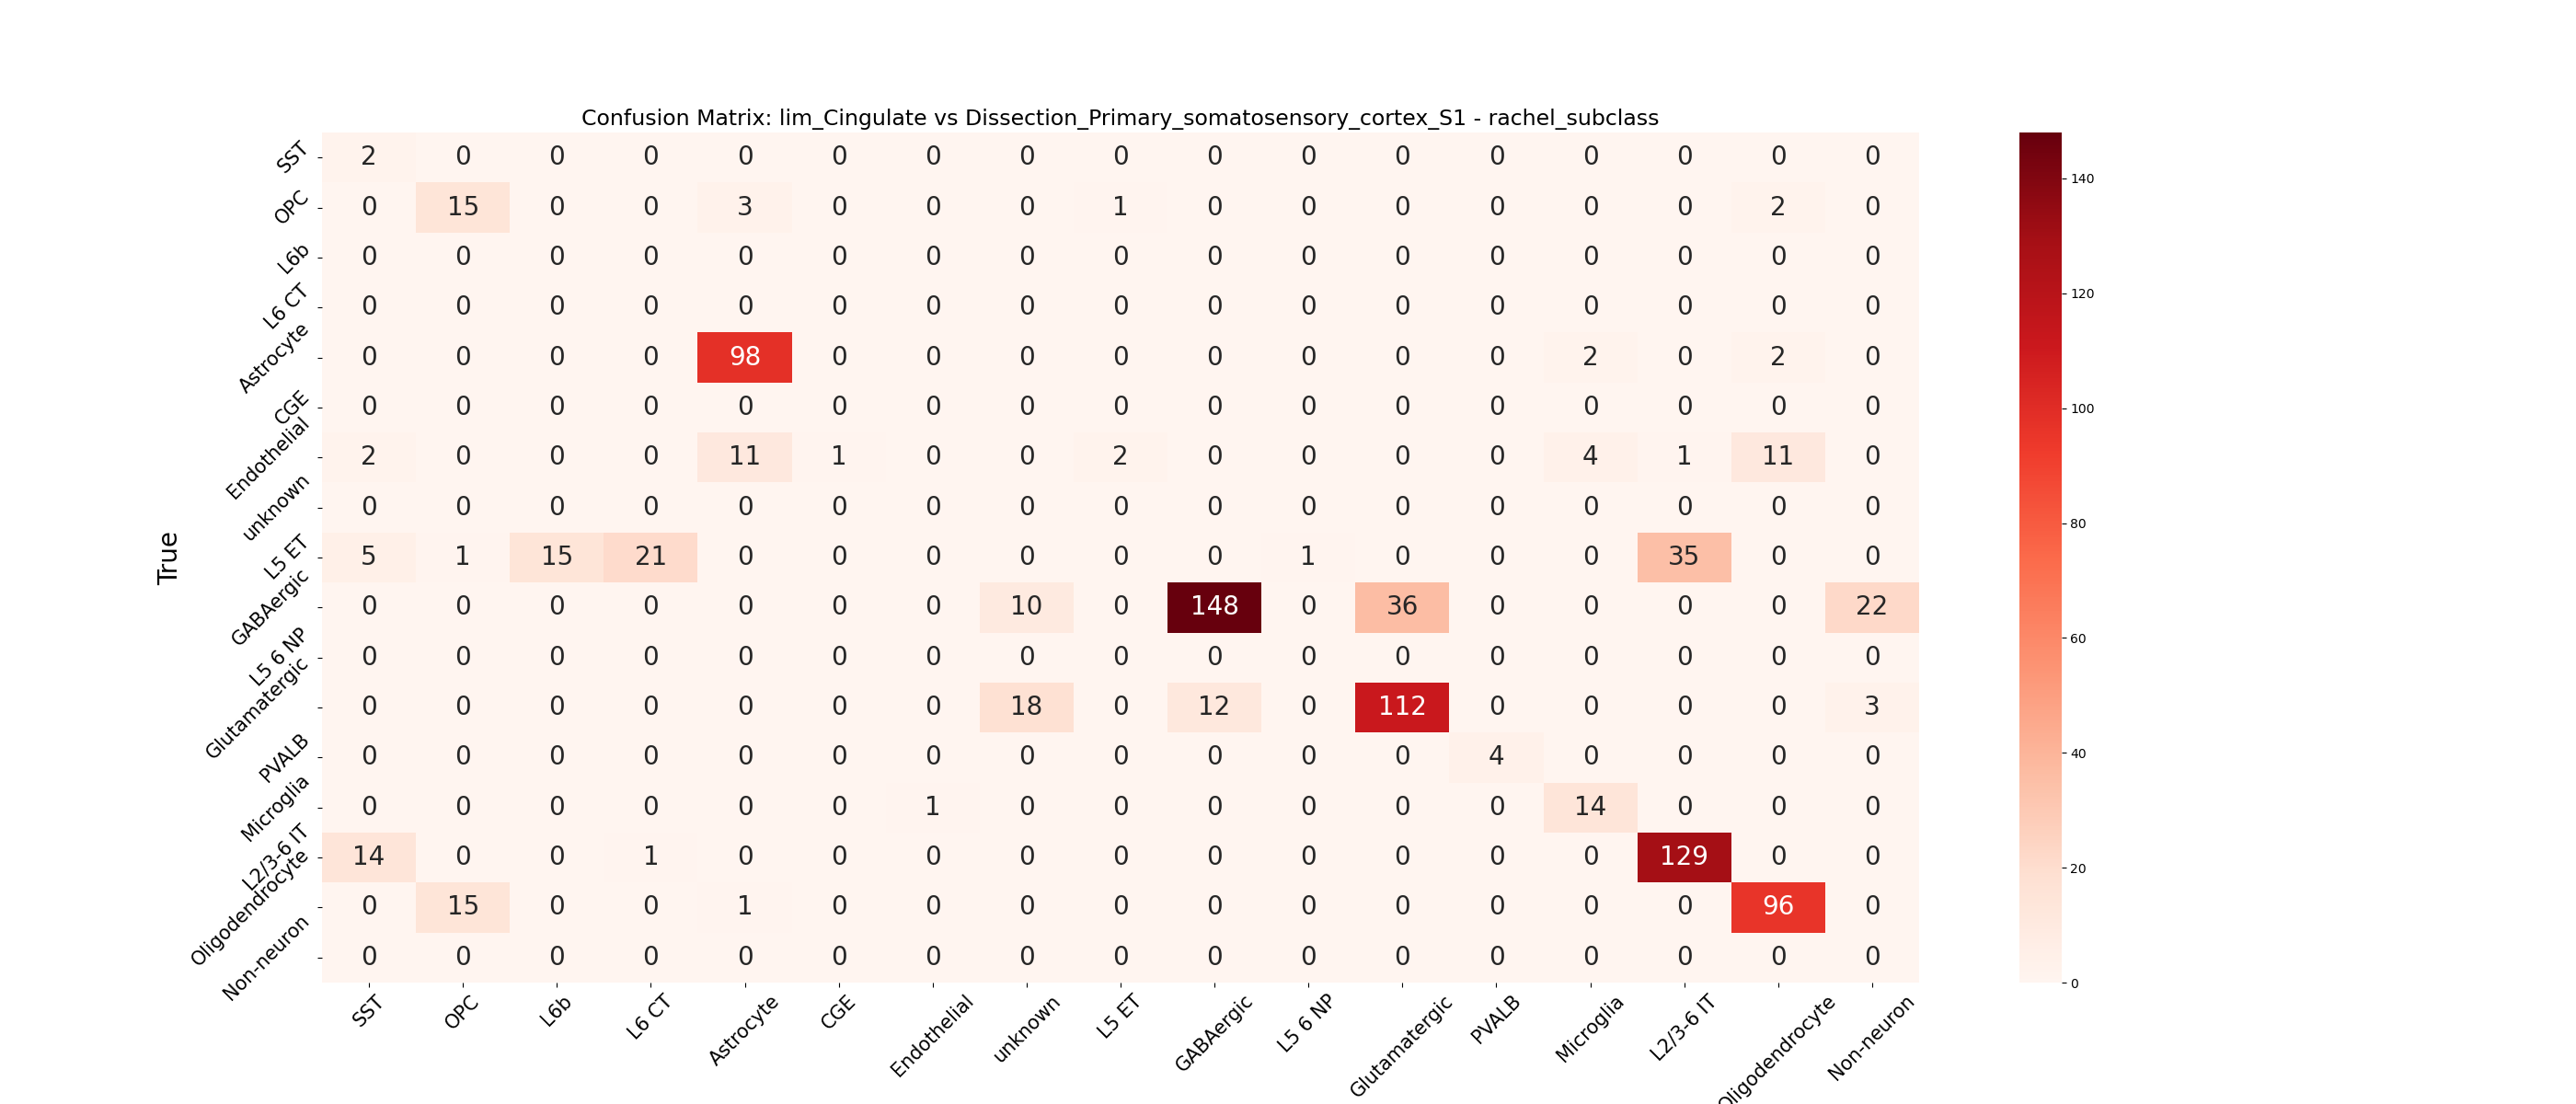 Confusion Matrix: lim_Cingulate vs Dissection_Primary_somatosensory_cortex_S1 - rachel_subclass
True
SST 2 0 0 0 0 0 0 0 0 0 0 0 0 0 0 0 0
OPC 0 15 0 0 3 0 0 0 1 0 0 0 0 0 0 2 0
L6b 0 0 0 0 0 0 0 0 0 0 0 0 0 0 0 0 0
L6 CT 0 0 0 0 0 0 0 0 0 0 0 0 0 0 0 0 0
Astrocyte 0 0 0 0 98 0 0 0 0 0 0 0 0 2 0 2 0
CGE 0 0 0 0 0 0 0 0 0 0 0 0 0 0 0 0 0
Endothelial 2 0 0 0 11 1 0 0 2 0 0 0 0 4 1 11 0
unknown 0 0 0 0 0 0 0 0 0 0 0 0 0 0 0 0 0
L5 ET 5 1 15 21 0 0 0 0 0 0 1 0 0 0 35 0 0
GABAergic 0 0 0 0 0 0 0 10 0 148 0 36 0 0 0 0 22
L5 6 NP 0 0 0 0 0 0 0 0 0 0 0 0 0 0 0 0 0
Glutamatergic 0 0 0 0 0 0 0 18 0 12 0 112 0 0 0 0 3
PVALB 0 0 0 0 0 0 0 0 0 0 0 0 4 0 0 0 0
Microglia 0 0 0 0 0 0 1 0 0 0 0 0 0 14 0 0 0
L2/3-6 IT 14 0 0 1 0 0 0 0 0 0 0 0 0 0 129 0 0
Oligodendrocyte 0 15 0 0 1 0 0 0 0 0 0 0 0 0 0 96 0
Non-neuron 0 0 0 0 0 0 0 0 0 0 0 0 0 0 0 0 0
SST OPC L6b L6 CT Astrocyte CGE Endothelial unknown L5 ET GABAergic L5 6 NP Glutamatergic PVALB Microglia L2/3-6 IT Oligodendrocyte Non-neuron
140
120
100
80
60
40
20
0